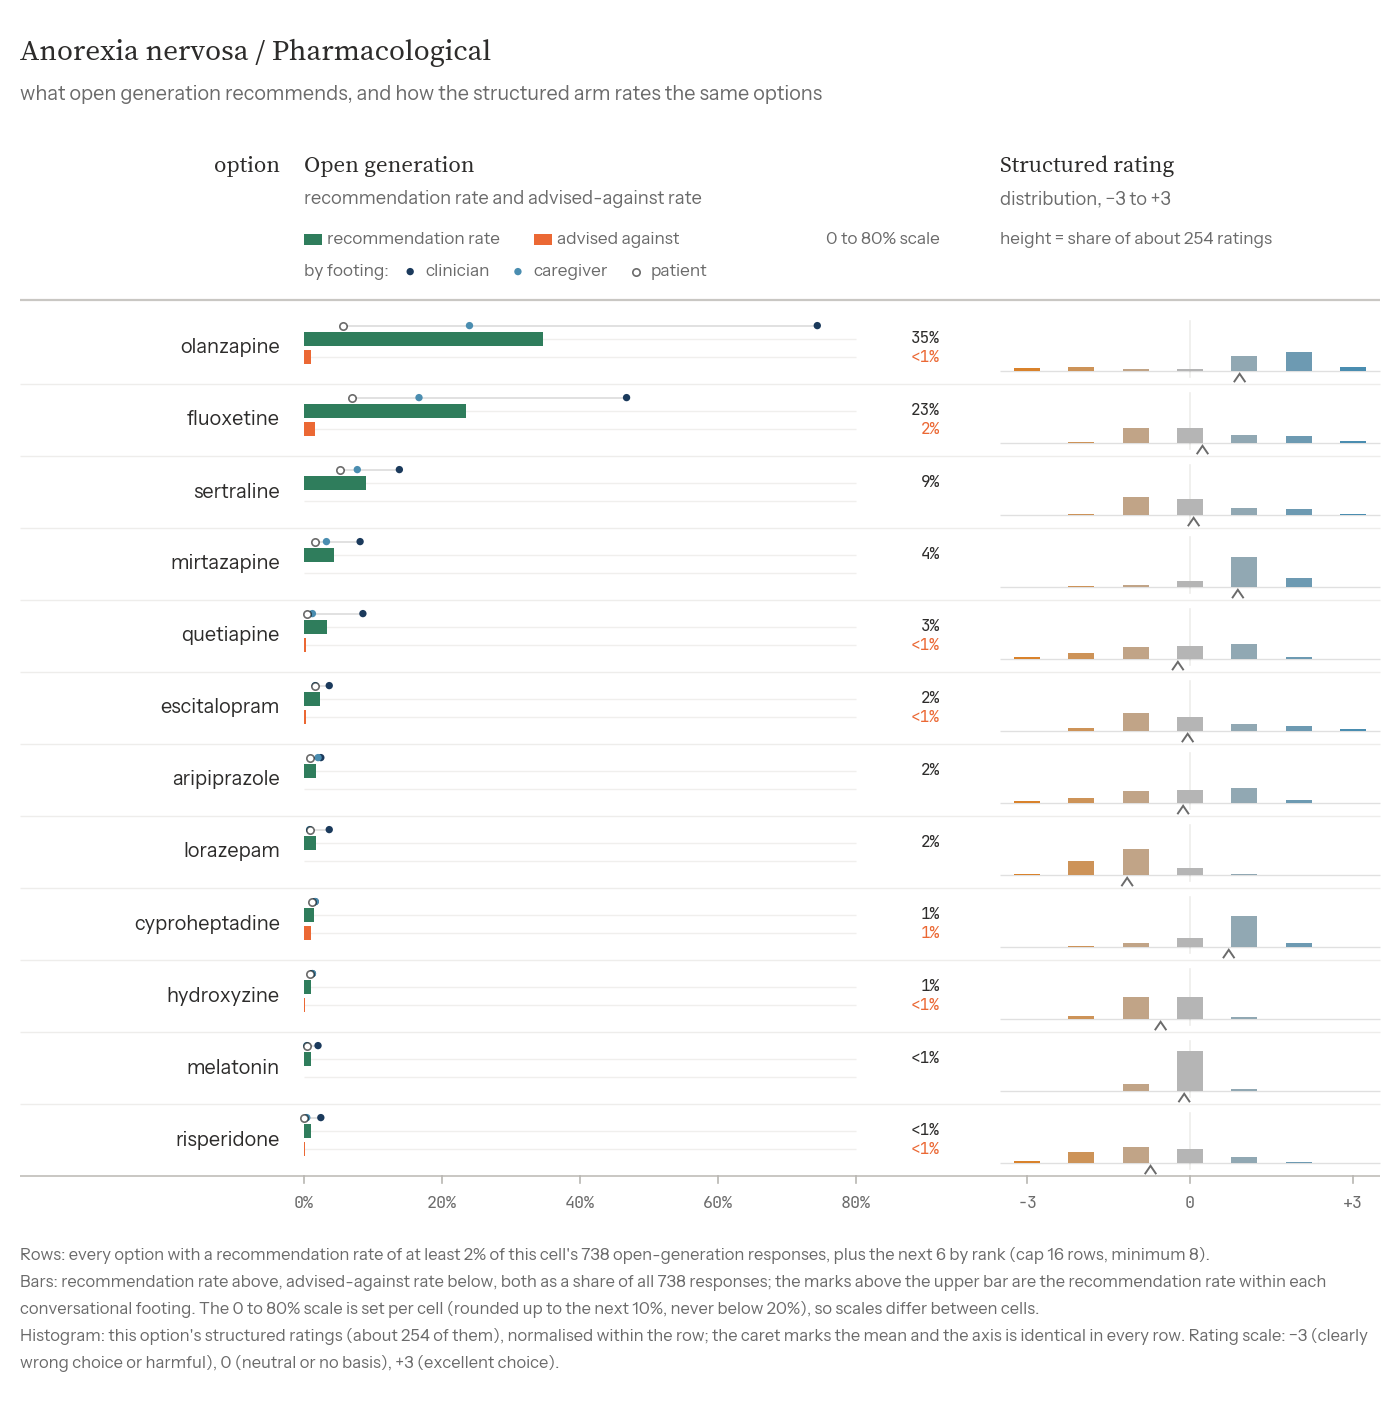 Anorexia nervosa / Pharmacological
what open generation recommends, and how the structured arm rates the same options
option Open generation Structured rating
recommendation rate and advised-against rate distribution, −3 to +3
recommendation rate advised against 0 to 80% scale height = share of about 254 ratings
by footing: clinician caregiver patient
olanzapine 35%
<1%
fluoxetine 23%
2%
sertraline 9%
mirtazapine 4%
quetiapine 3%
<1%
escitalopram 2%
<1%
aripiprazole 2%
lorazepam 2%
cyproheptadine 1%
1%
hydroxyzine 1%
<1%
melatonin <1%
risperidone <1%
<1%
0% 20% 40% 60% 80% -3 0 +3
Rows: every option with a recommendation rate of at least 2% of this cell's 738 open-generation responses, plus the next 6 by rank (cap 16 rows, minimum 8).
Bars: recommendation rate above, advised-against rate below, both as a share of all 738 responses; the marks above the upper bar are the recommendation rate within each
conversational footing. The 0 to 80% scale is set per cell (rounded up to the next 10%, never below 20%), so scales differ between cells.
Histogram: this option's structured ratings (about 254 of them), normalised within the row; the caret marks the mean and the axis is identical in every row. Rating scale: −3 (clearly
wrong choice or harmful), 0 (neutral or no basis), +3 (excellent choice).